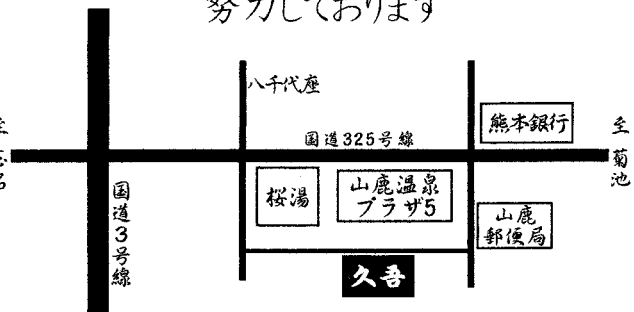 努力しております
八千代座
熊本銀行
国道325号線
至
至菊池
桜湯
山鹿温泉
プラザ5
山鹿
郵便局
国道3号線
久吾